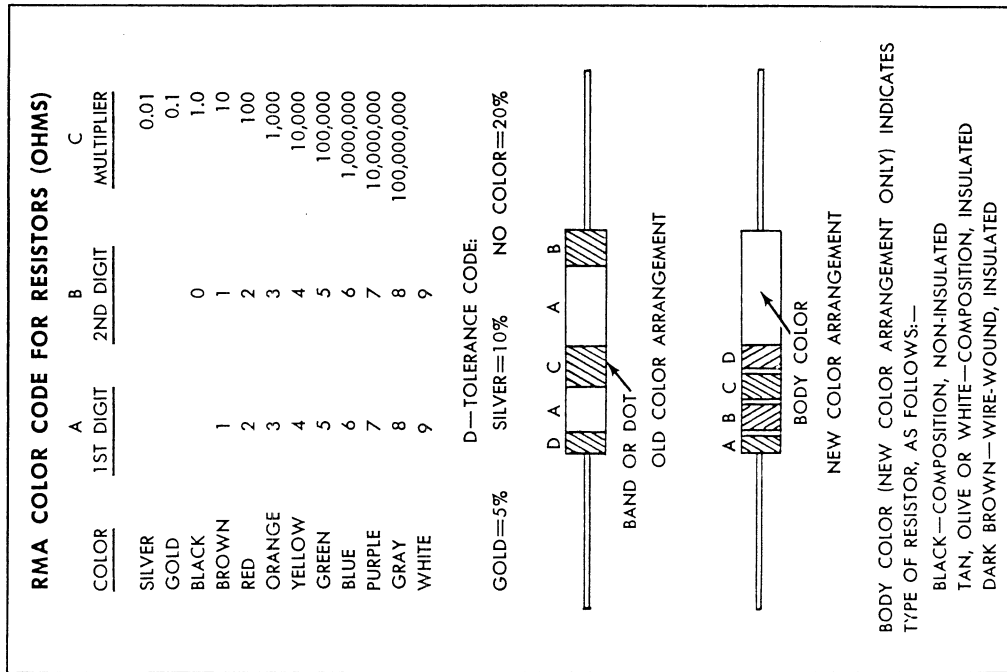 RMA COLOR CODE FOR RESISTORS (OHMS)
A B C
COLOR 1ST DIGIT 2ND DIGIT MULTIPLIER
SILVER 0.01
GOLD 0.1
BLACK 0 1.0
BROWN 1 1 10
RED 2 2 100
ORANGE 3 3 1,000
YELLOW 4 4 10,000
GREEN 5 5 100,000
BLUE 6 6 1,000,000
PURPLE 7 7 10,000,000
GRAY 8 8 100,000,000
WHITE 9 9
D—TOLERANCE CODE:
GOLD=5% SILVER=10% NO COLOR=20%
D A C A B
BAND OR DOT
OLD COLOR ARRANGEMENT
A B C D
BODY COLOR
NEW COLOR ARRANGEMENT
BODY COLOR (NEW COLOR ARRANGEMENT ONLY) INDICATES
TYPE OF RESISTOR, AS FOLLOWS:—
BLACK—COMPOSITION, NON-INSULATED
TAN, OLIVE OR WHITE—COMPOSITION, INSULATED
DARK BROWN—WIRE-WOUND, INSULATED